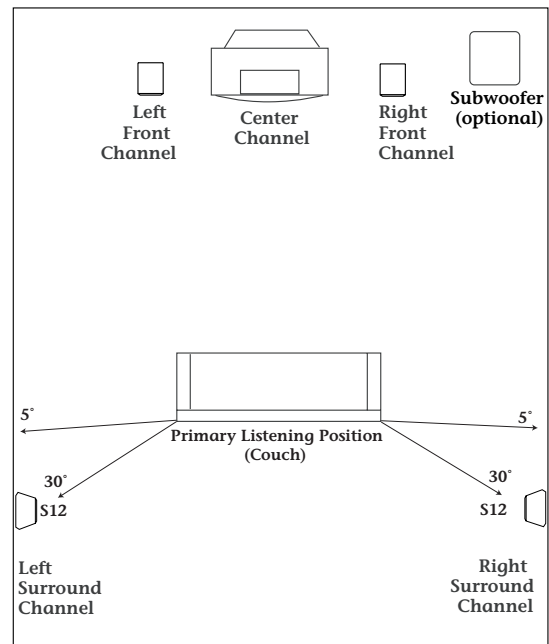 Left
Front
Channel
Center
Channel
Right
Front
Channel
Subwoofer
(optional)
5˚
5˚
Primary Listening Position
(Couch)
30˚
30˚
S12
S12
Left
Surround
Channel
Right
Surround
Channel